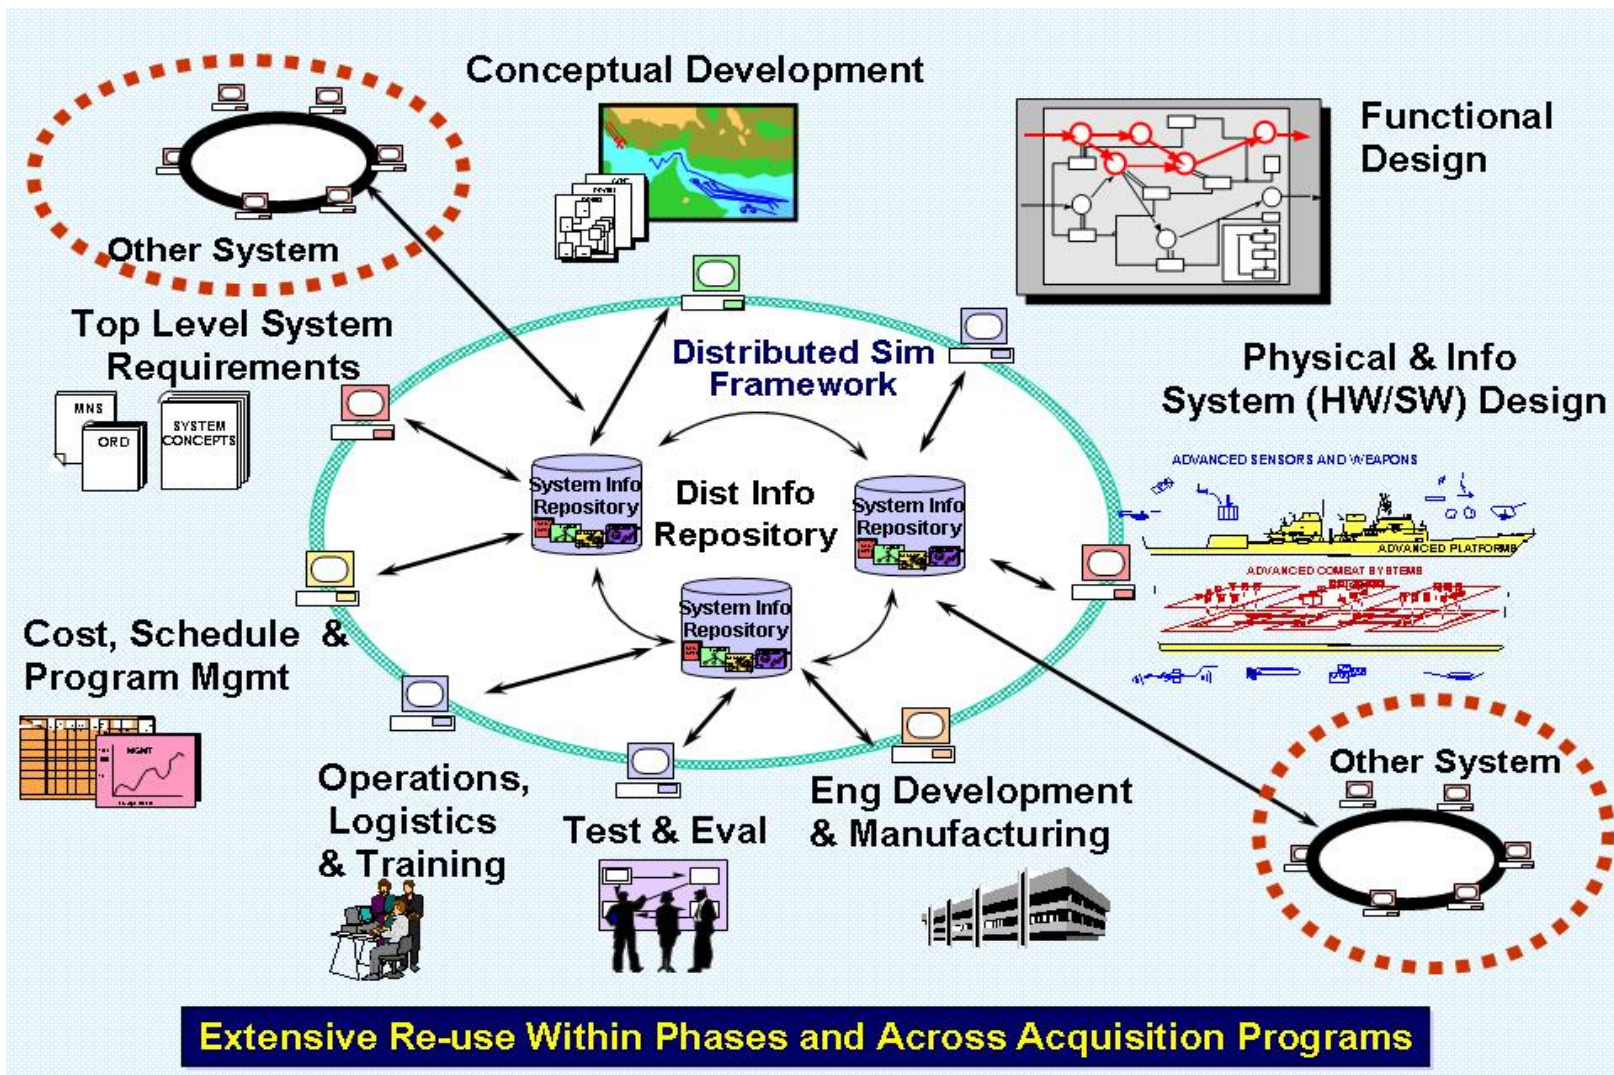 Conceptual Development
Functional
Design
Other System
Top Level System
Requirements
MNS
ORD
SYSTEM
CONCEPTS
Distributed Sim
Framework
Physical & Info
System (HW/SW) Design
ADVANCED SENSORS AND WEAPONS
ADVANCED PLATFORMS
ADVANCED COMBAT SYSTEMS
System Info
Repository
Dist Info
Repository
System Info
Repository
System Info
Repository
Cost, Schedule &
Program Mgmt
MGMT
Operations,
Logistics
& Training
Test & Eval
Eng Development
& Manufacturing
Other System
Extensive Re-use Within Phases and Across Acquisition Programs